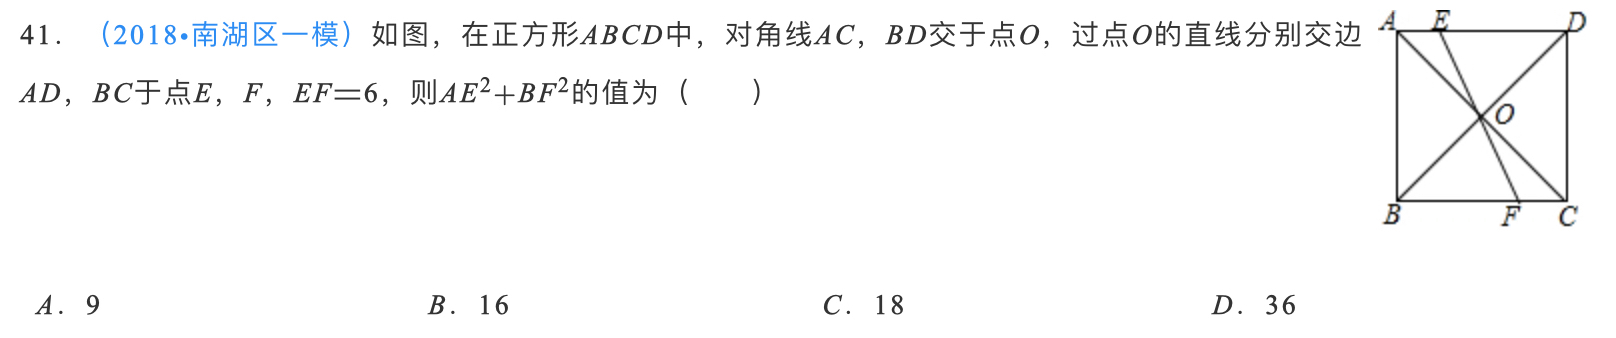 41. （2018•南湖区一模）如图，在正方形ABCD中，对角线AC，BD交于点O，过点O的直线分别交边
AD，BC于点E，F，EF=6，则AE²+BF²的值为（　　）
A E D
O
B F C
A. 9 B. 16 C. 18 D. 36